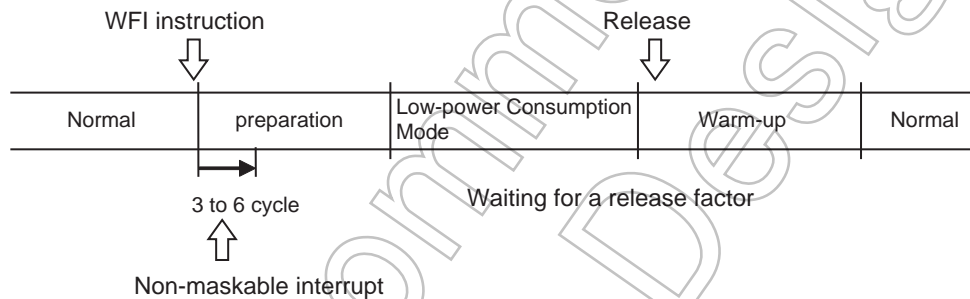 WFI instruction
Release
Normal
preparation
Low-power Consumption
Mode
Warm-up
Normal
3 to 6 cycle
Waiting for a release factor
Non-maskable interrupt